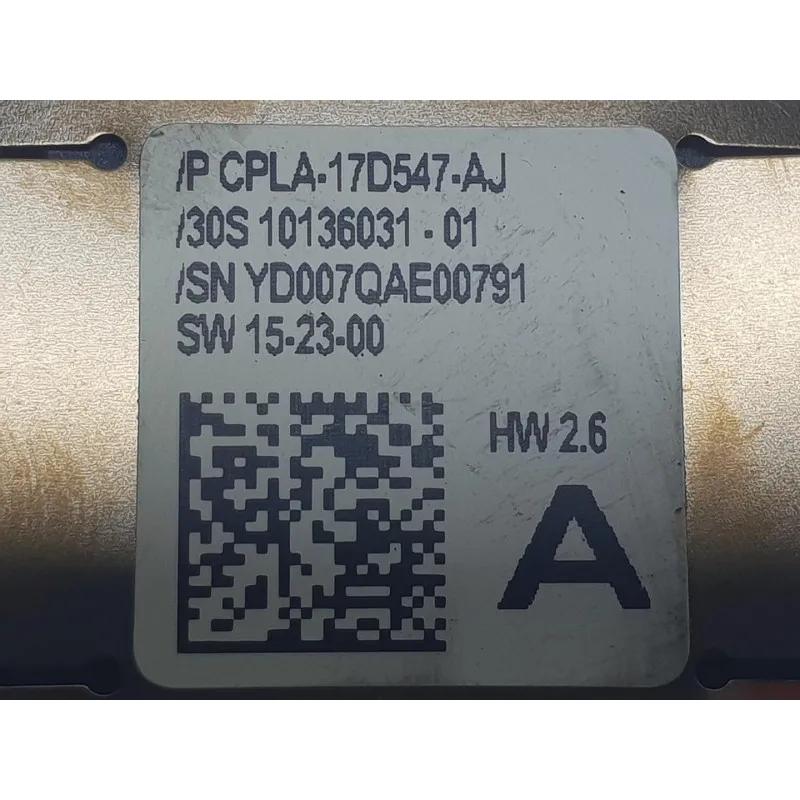 /P CPLA-17D547-AJ
/30S 10136031 - 01
/SN YD007QAE00791
SW 15-23-00
HW 2.6
A